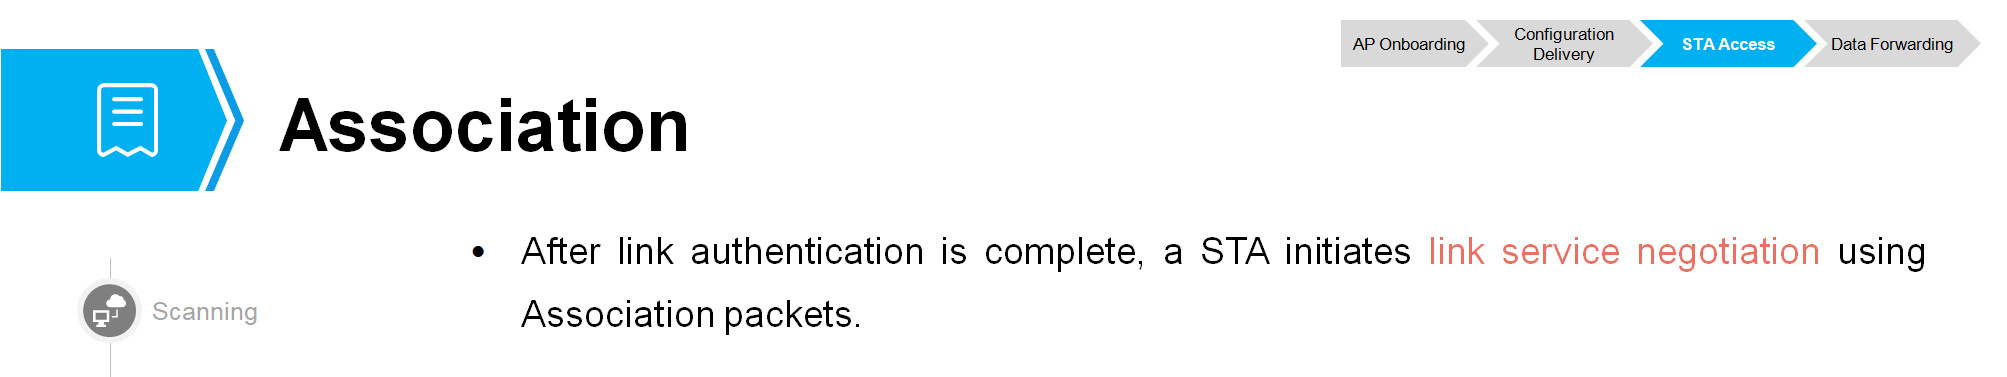 AP Onboarding
Configuration
Delivery
STA Access
Data Forwarding
Association
• After link authentication is complete, a STA initiates link service negotiation using
Association packets.
Scanning